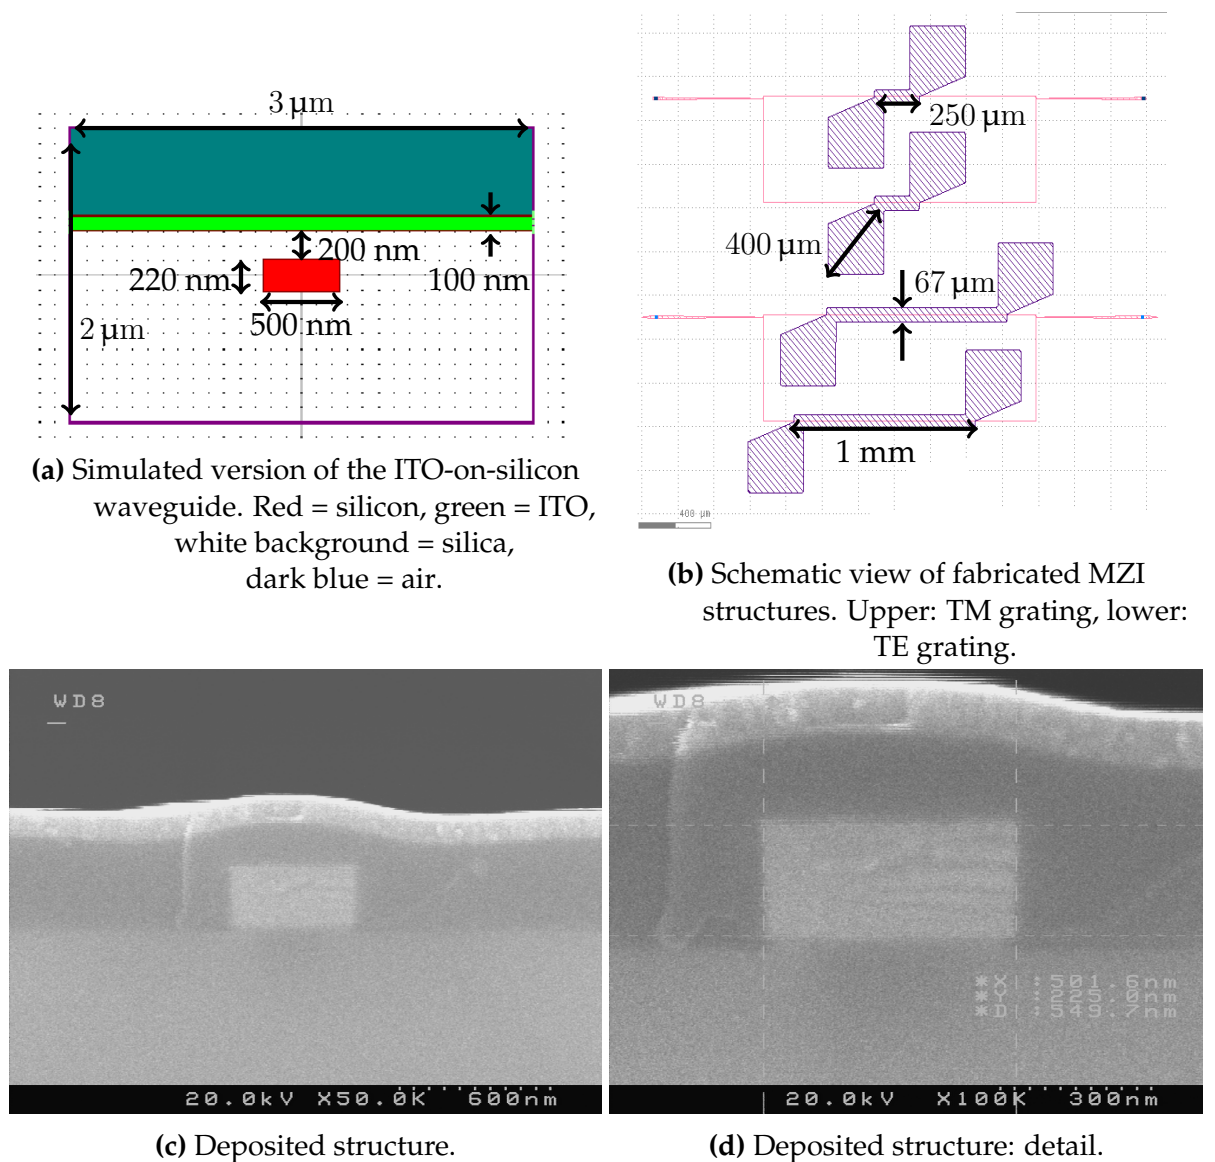 3 µm
200 nm
220 nm
100 nm
500 nm
2 µm
(a) Simulated version of the ITO-on-silicon
waveguide. Red = silicon, green = ITO,
white background = silica,
dark blue = air.
250 µm
400 µm
67 µm
1 mm
400 µm
(b) Schematic view of fabricated MZI
structures. Upper: TM grating, lower:
TE grating.
WD8
20.0kV X50.0K 600nm
(c) Deposited structure.
WD8
*X :501.6nm
*Y :225.0nm
*D :549.7nm
20.0kV X100K 300nm
(d) Deposited structure: detail.